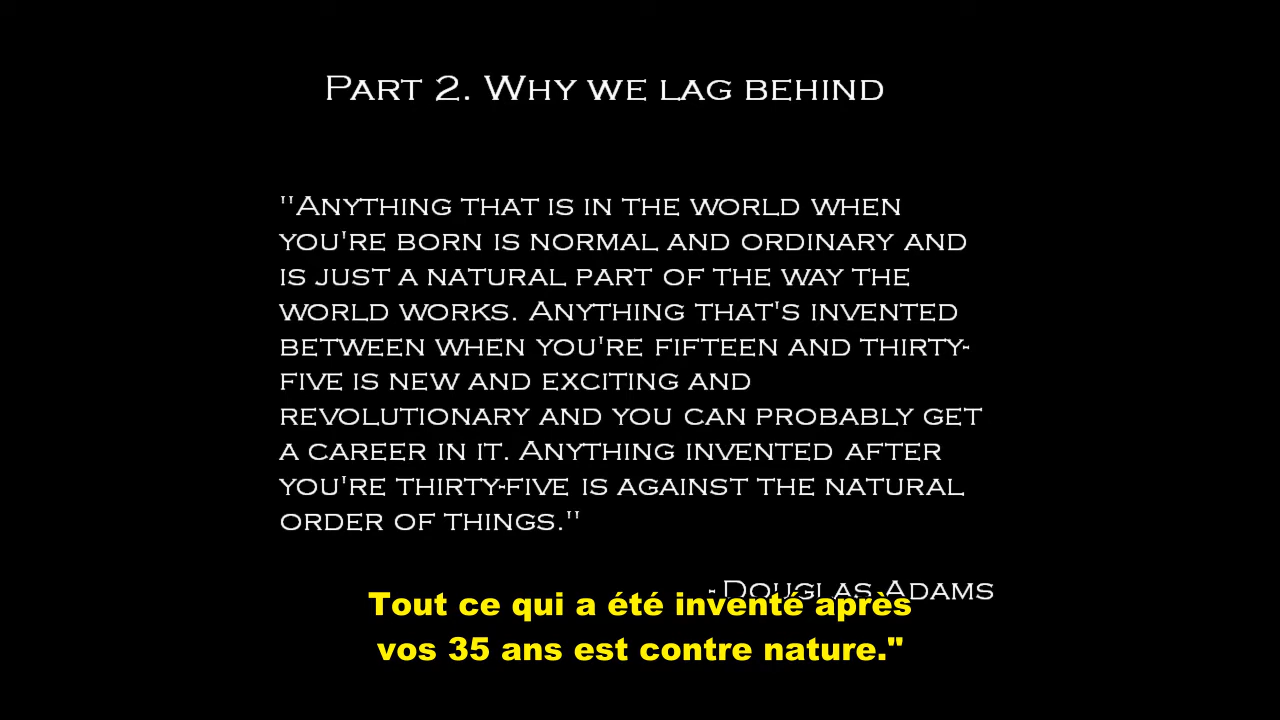 Part 2. Why we lag behind
"Anything that is in the world when
you're born is normal and ordinary and
is just a natural part of the way the
world works. Anything that's invented
between when you're fifteen and thirty-
five is new and exciting and
revolutionary and you can probably get
a career in it. Anything invented after
you're thirty-five is against the natural
order of things."
- Douglas Adams
Tout ce qui a été inventé après
vos 35 ans est contre nature."